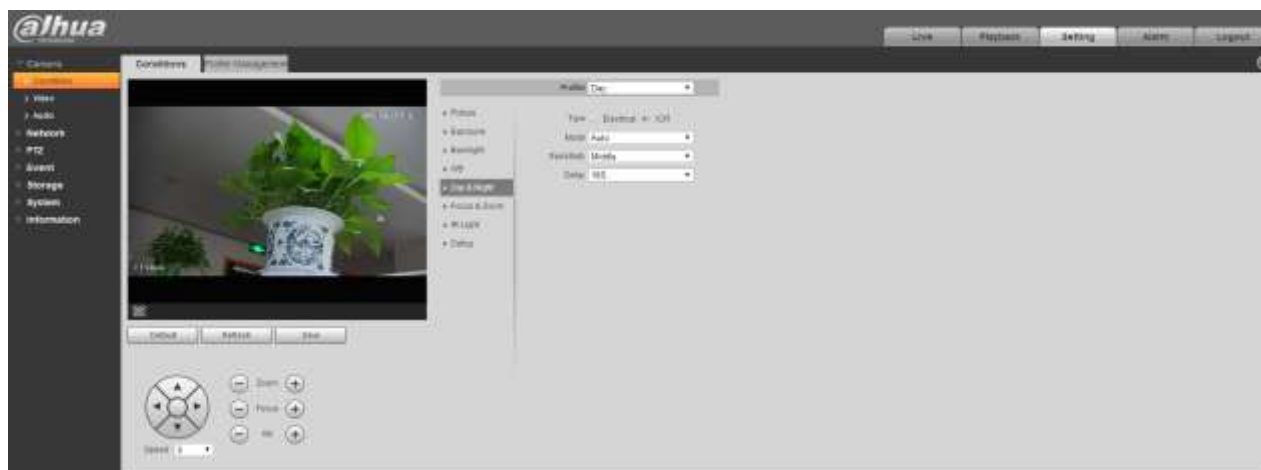 alhua
Live
Playback
Setting
Alarm
Logout
Camera
Conditions
Video
Audio
Network
PTZ
Event
Storage
System
Information
Conditions
Profile Management
Profile Day
Focus
Exposure
Backlight
WB
Day & Night
Focus & Zoom
IR Light
Defog
Type Electrical ICR
Mode Auto
Sensitivity Middle
Delay
Default
Refresh
Save
Zoom
Focus
Iris
Speed